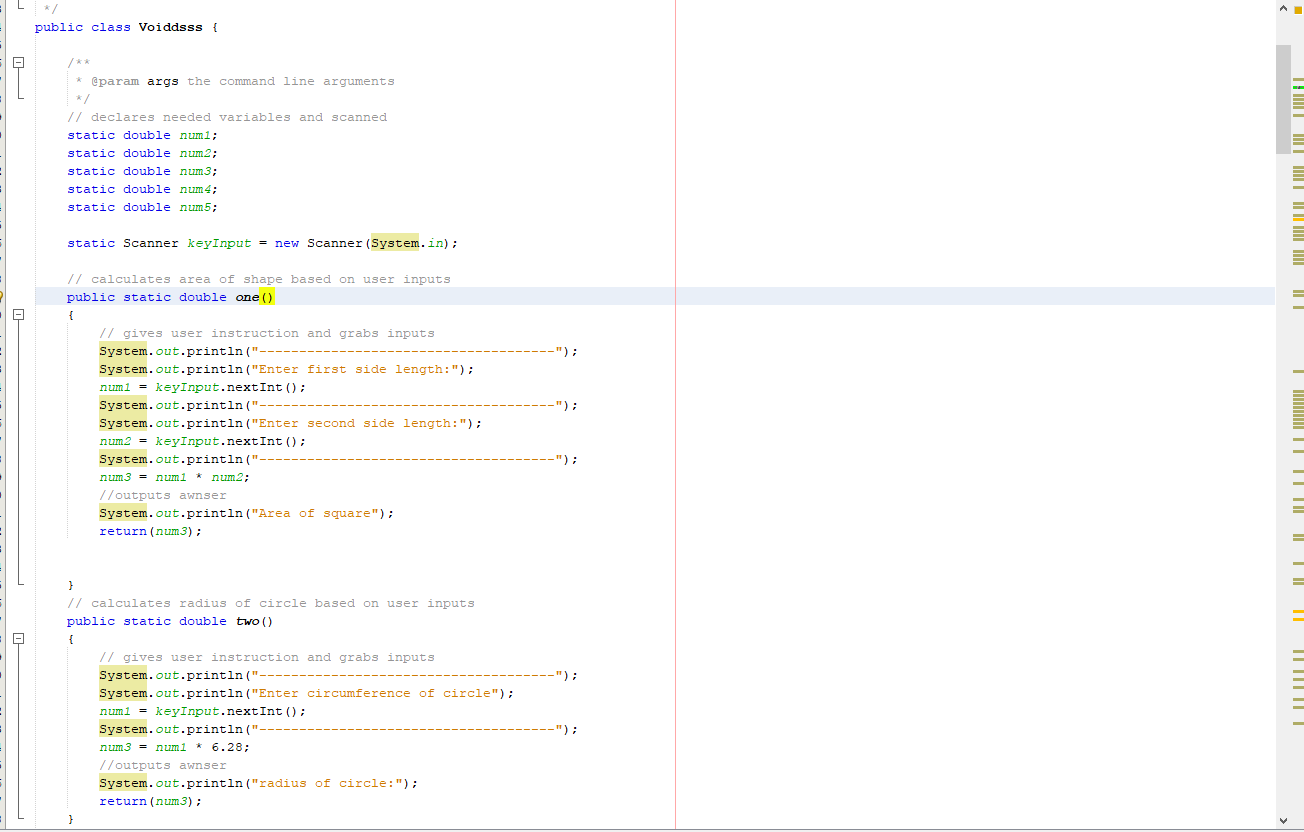 */
public class Voiddsss {
/**
* @param args the command line arguments
*/
// declares needed variables and scanned
static double num1;
static double num2;
static double num3;
static double num4;
static double num5;
static Scanner keyInput = new Scanner(System.in);
// calculates area of shape based on user inputs
public static double one()
{
// gives user instruction and grabs inputs
System.out.println("-------------------------------------");
System.out.println("Enter first side length:");
num1 = keyInput.nextInt();
System.out.println("-------------------------------------");
System.out.println("Enter second side length:");
num2 = keyInput.nextInt();
System.out.println("-------------------------------------");
num3 = num1 * num2;
//outputs awnser
System.out.println("Area of square");
return(num3);
}
// calculates radius of circle based on user inputs
public static double two()
{
// gives user instruction and grabs inputs
System.out.println("-------------------------------------");
System.out.println("Enter circumference of circle");
num1 = keyInput.nextInt();
System.out.println("-------------------------------------");
num3 = num1 * 6.28;
//outputs awnser
System.out.println("radius of circle:");
return(num3);
}